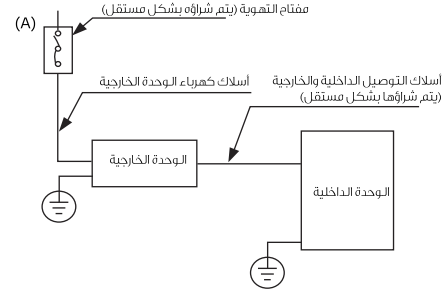 مفتاح التهوية (يتم شراؤه بشكل مستقل)
(A)
أسلاك كهرباء الوحدة الخارجية
أسلاك التوصيل الداخلية والخارجية
(يتم شراؤها بشكل مستقل)
الوحدة الخارجية
الوحدة الداخلية